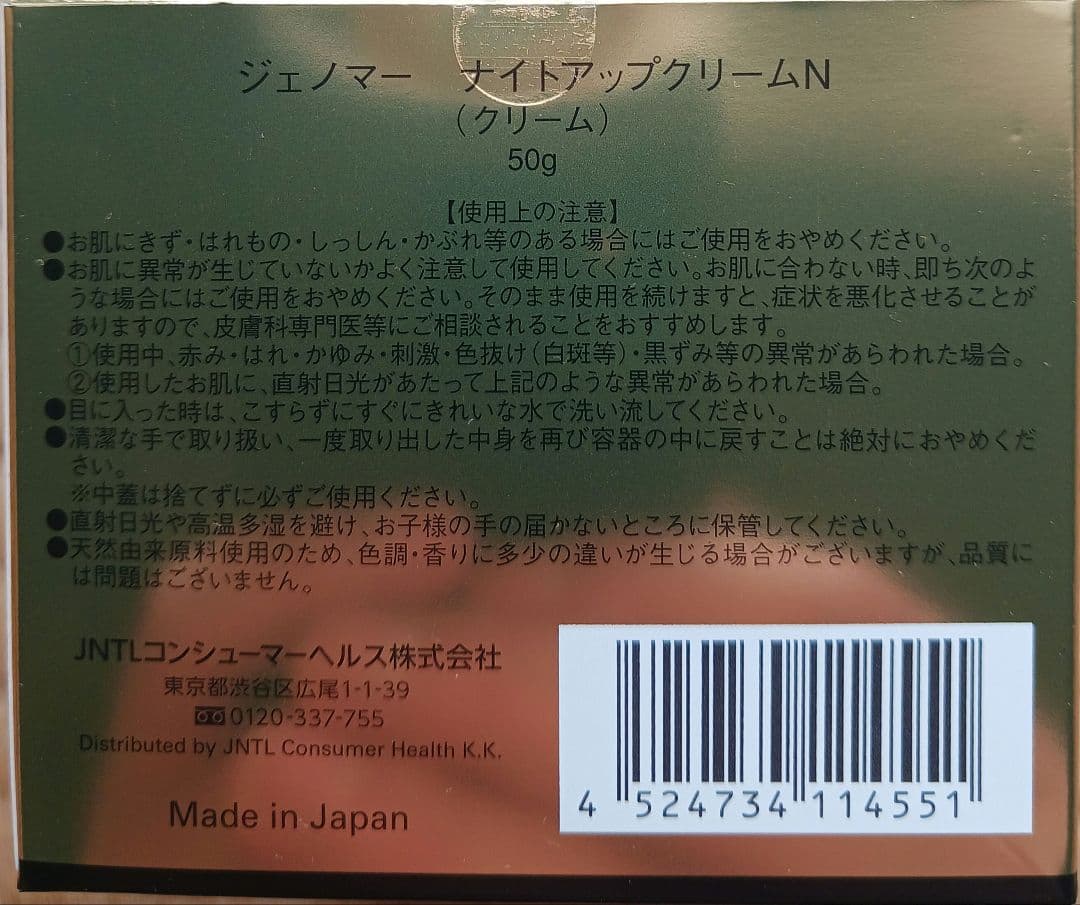 ジェノマー　ナイトアップクリームN
（クリーム）
50g
【使用上の注意】
●お肌にきず・はれもの・しっしん・かぶれ等のある場合にはご使用をおやめください。
●お肌に異常が生じていないかよく注意して使用してください。お肌に合わない時、即ち次のよ
うな場合にはご使用をおやめください。そのまま使用を続けますと、症状を悪化させることが
ありますので、皮膚科専門医等にご相談されることをおすすめします。
①使用中、赤み・はれ・かゆみ・刺激・色抜け（白斑等）・黒ずみ等の異常があらわれた場合。
②使用したお肌に、直射日光があたって上記のような異常があらわれた場合。
●目に入った時は、こすらずにすぐにきれいな水で洗い流してください。
●清潔な手で取り扱い、一度取り出した中身を再び容器の中に戻すことは絶対におやめくだ
さい。
※中蓋は捨てずに必ずご使用ください。
●直射日光や高温多湿を避け、お子様の手の届かないところに保管してください。
●天然由来原料使用のため、色調・香りに多少の違いが生じる場合がございますが、品質に
は問題はございません。
JNTLコンシューマーヘルス株式会社
東京都渋谷区広尾1-1-39
0120-337-755
Distributed by JNTL Consumer Health K.K.
Made in Japan
4 524734 114551